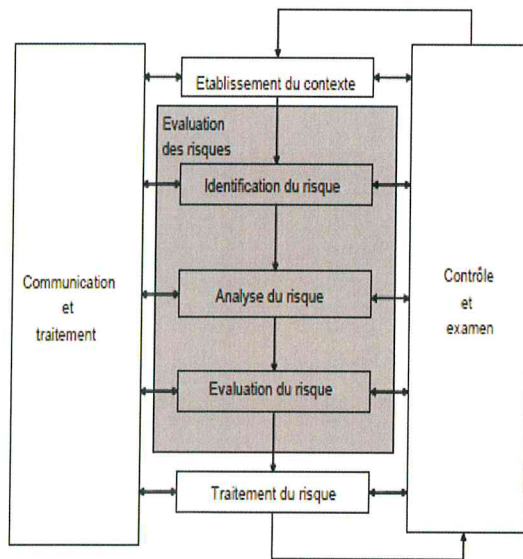 Etablissement du contexte
Evaluation
des risques
Identification du risque
Communication
et
traitement
Analyse du risque
Contrôle
et
examen
Evaluation du risque
Traitement du risque